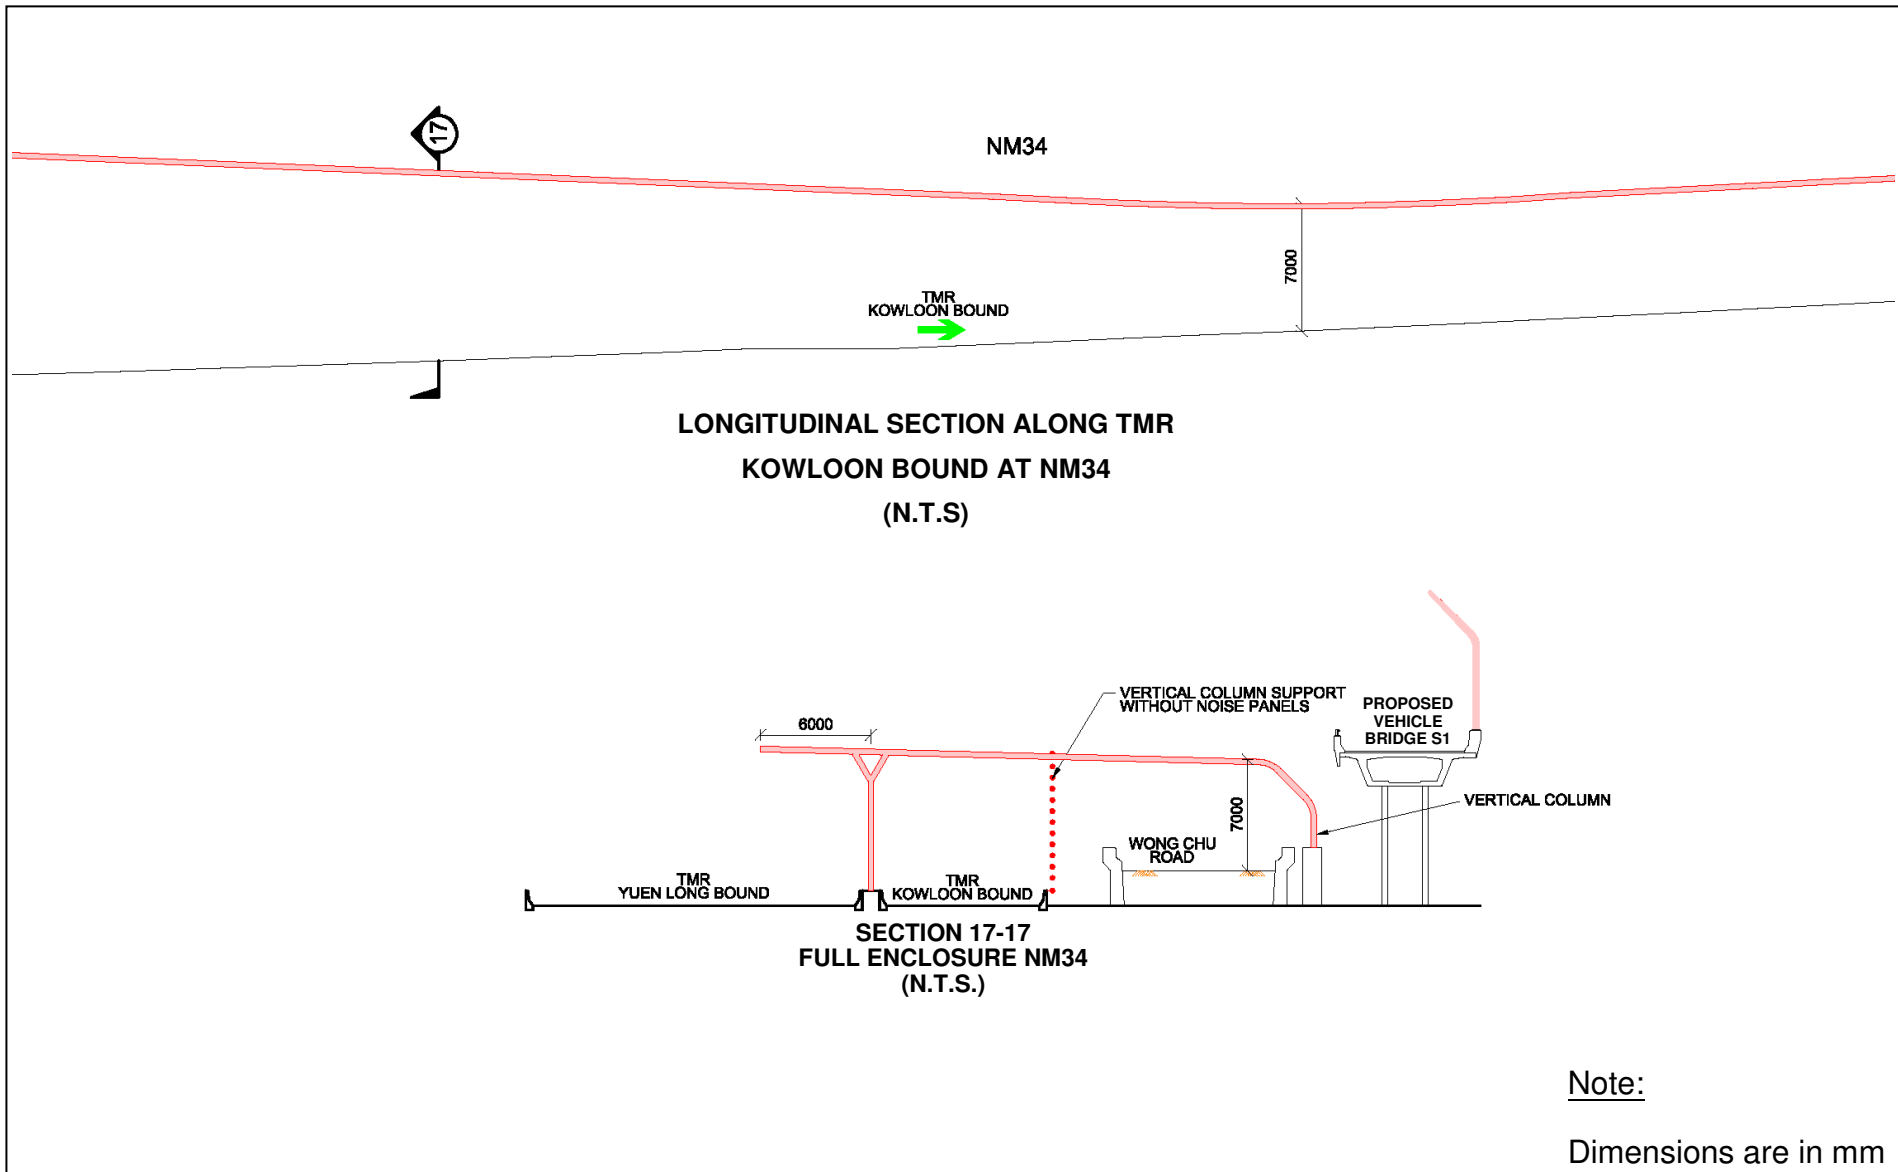 17
NM34
7000
TMR
KOWLOON BOUND
LONGITUDINAL SECTION ALONG TMR
KOWLOON BOUND AT NM34
(N.T.S)
6000
VERTICAL COLUMN SUPPORT
WITHOUT NOISE PANELS
PROPOSED
VEHICLE
BRIDGE S1
7000
VERTICAL COLUMN
WONG CHU
ROAD
TMR
YUEN LONG BOUND
TMR
KOWLOON BOUND
SECTION 17-17
FULL ENCLOSURE NM34
(N.T.S.)
Note:
Dimensions are in mm